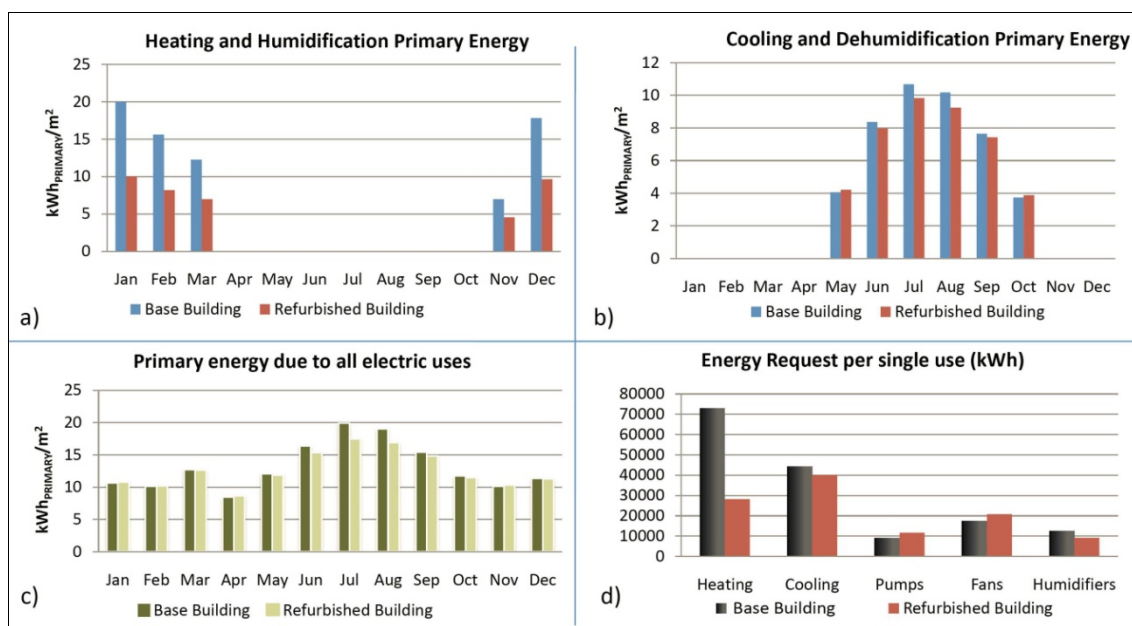 Heating and Humidification Primary Energy
kWhPRIMARY/m²
25
20
15
10
5
0
Jan Feb Mar Apr May Jun Jul Aug Sep Oct Nov Dec
Base Building Refurbished Building
a)
Cooling and Dehumidification Primary Energy
kWhPRIMARY/m²
12
10
8
6
4
2
0
Jan Feb Mar Apr May Jun Jul Aug Sep Oct Nov Dec
Base Building Refurbished Building
b)
Primary energy due to all electric uses
kWhPRIMARY/m²
25
20
15
10
5
0
Jan Feb Mar Apr May Jun Jul Aug Sep Oct Nov Dec
Base Building Refurbished Building
c)
Energy Request per single use (kWh)
80000
70000
60000
50000
40000
30000
20000
10000
0
Heating Cooling Pumps Fans Humidifiers
Base Building Refurbished Building
d)